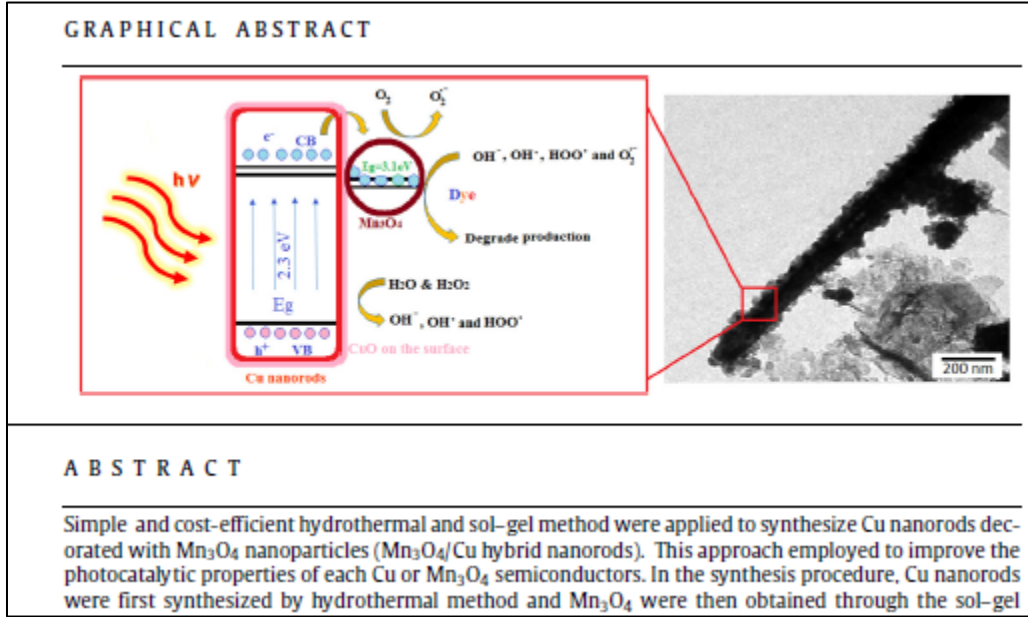 GRAPHICAL ABSTRACT
O₂ O₂˙⁻
e⁻ CB
hν
Eg=3.1eV
OH⁻, OH•, HOO• and O₂˙⁻
Dye
Mn₃O₄
Degrade production
2.3 eV
H₂O & H₂O₂
Eg
OH⁻, OH• and HOO•
h⁺ VB
CuO on the surface
Cu nanorods
200 nm
ABSTRACT
Simple and cost-efficient hydrothermal and sol–gel method were applied to synthesize Cu nanorods dec-
orated with Mn₃O₄ nanoparticles (Mn₃O₄/Cu hybrid nanorods). This approach employed to improve the
photocatalytic properties of each Cu or Mn₃O₄ semiconductors. In the synthesis procedure, Cu nanorods
were first synthesized by hydrothermal method and Mn₃O₄ were then obtained through the sol–gel